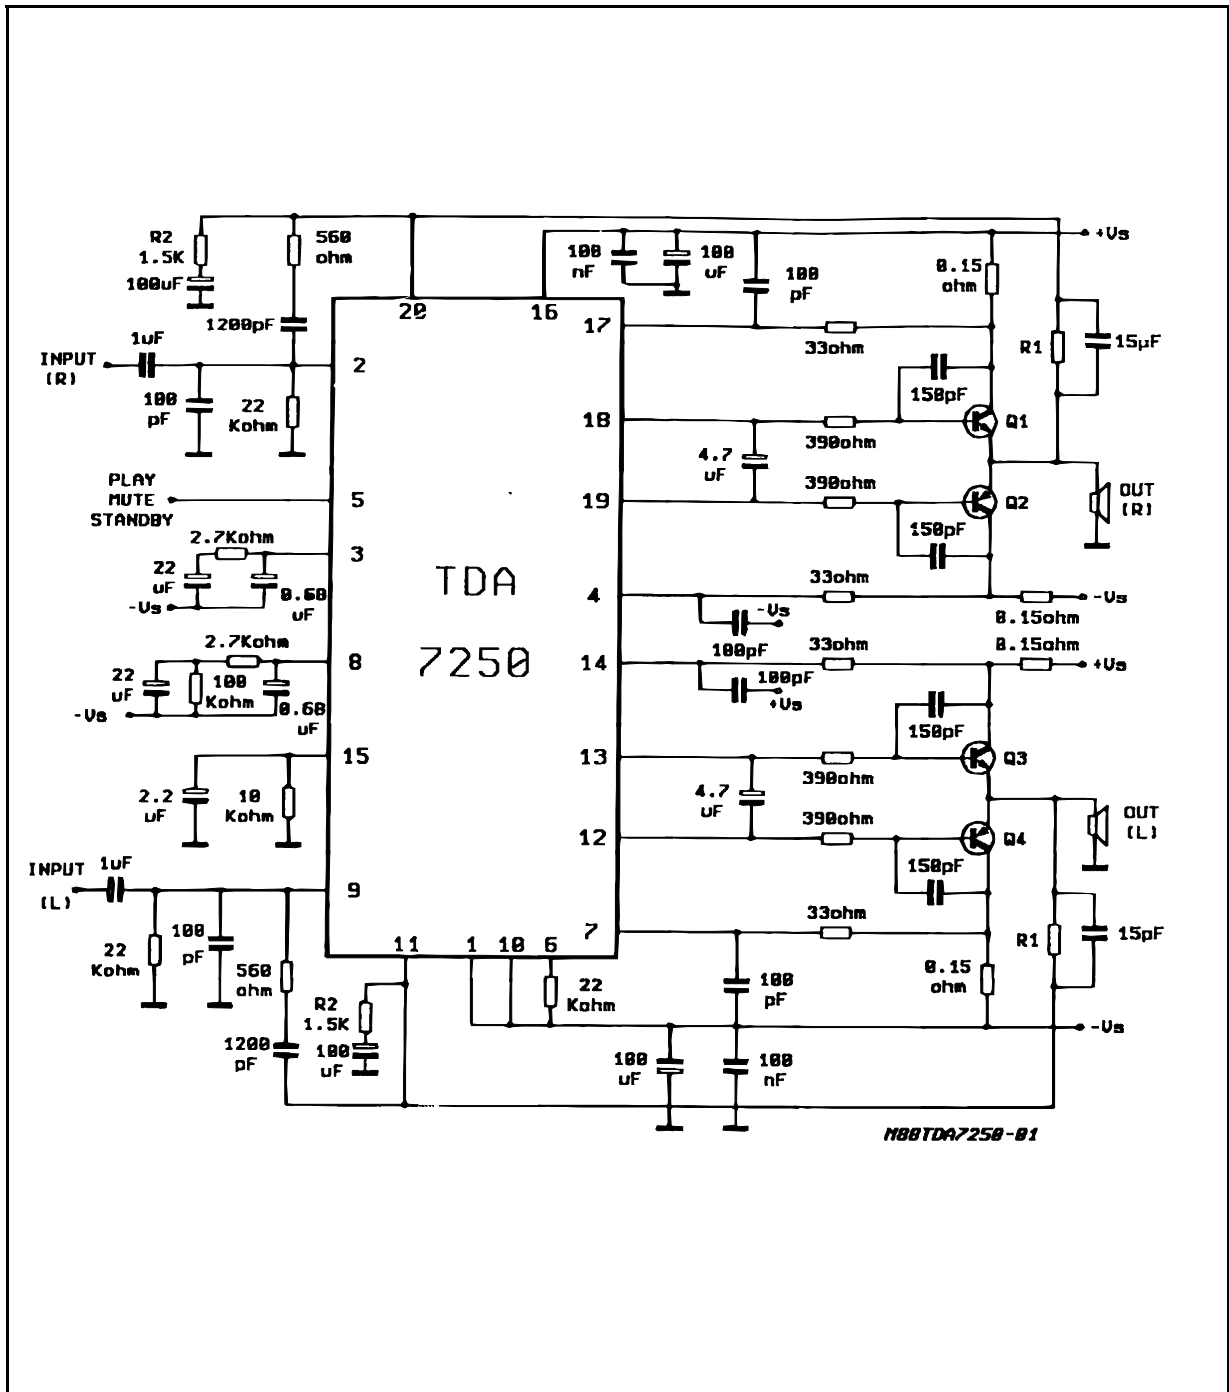 R2
1.5K
100uF
560
ohm
1200pF
100
nF
100
uF
100
pF
0.15
ohm
+Vs
20
16
17
33ohm
R1
15µF
1uF
INPUT
(R)
2
100
pF
22
Kohm
150pF
18
390ohm
Q1
4.7
uF
390ohm
PLAY
MUTE
STANDBY
5
19
Q2
OUT
(R)
150pF
2.7Kohm
3
22
uF
-Vs
0.68
uF
TDA
7250
33ohm
4
-Vs
0.15ohm
-Vs
100pF
2.7Kohm
8
22
uF
100
Kohm
-Vs
0.68
uF
33ohm
0.15ohm
14
+Vs
100pF
+Vs
150pF
15
13
390ohm
Q3
2.2
uF
10
Kohm
4.7
uF
390ohm
12
Q4
OUT
(L)
150pF
1uF
INPUT
(L)
9
33ohm
7
R1
15pF
22
Kohm
100
pF
560
ohm
11
1
10
6
22
Kohm
100
pF
0.15
ohm
R2
1.5K
100
uF
1200
pF
-Vs
100
uF
100
nF
M88TDA7250-01